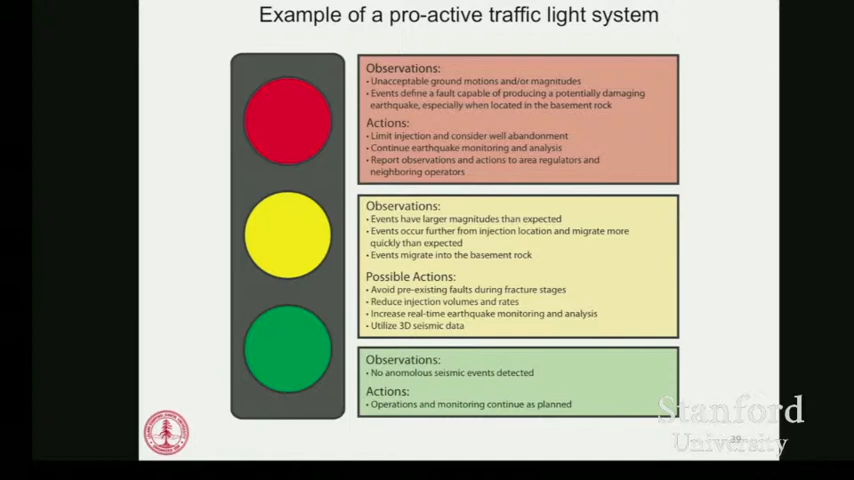 Example of a pro-active traffic light system
Observations:
• Unacceptable ground motions and/or magnitudes
• Events define a fault capable of producing a potentially damaging
earthquake, especially when located in the basement rock
Actions:
• Limit injection and consider well abandonment
• Continue earthquake monitoring and analysis
• Report observations and actions to area regulators and
neighboring operators
Observations:
• Events have larger magnitudes than expected
• Events occur further from injection location and migrate more
quickly than expected
• Events migrate into the basement rock
Possible Actions:
• Avoid pre-existing faults during fracture stages
• Reduce injection volumes and rates
• Increase real-time earthquake monitoring and analysis
• Utilize 3D seismic data
Observations:
• No anomolous seismic events detected
Actions:
• Operations and monitoring continue as planned
Stanford
University
39